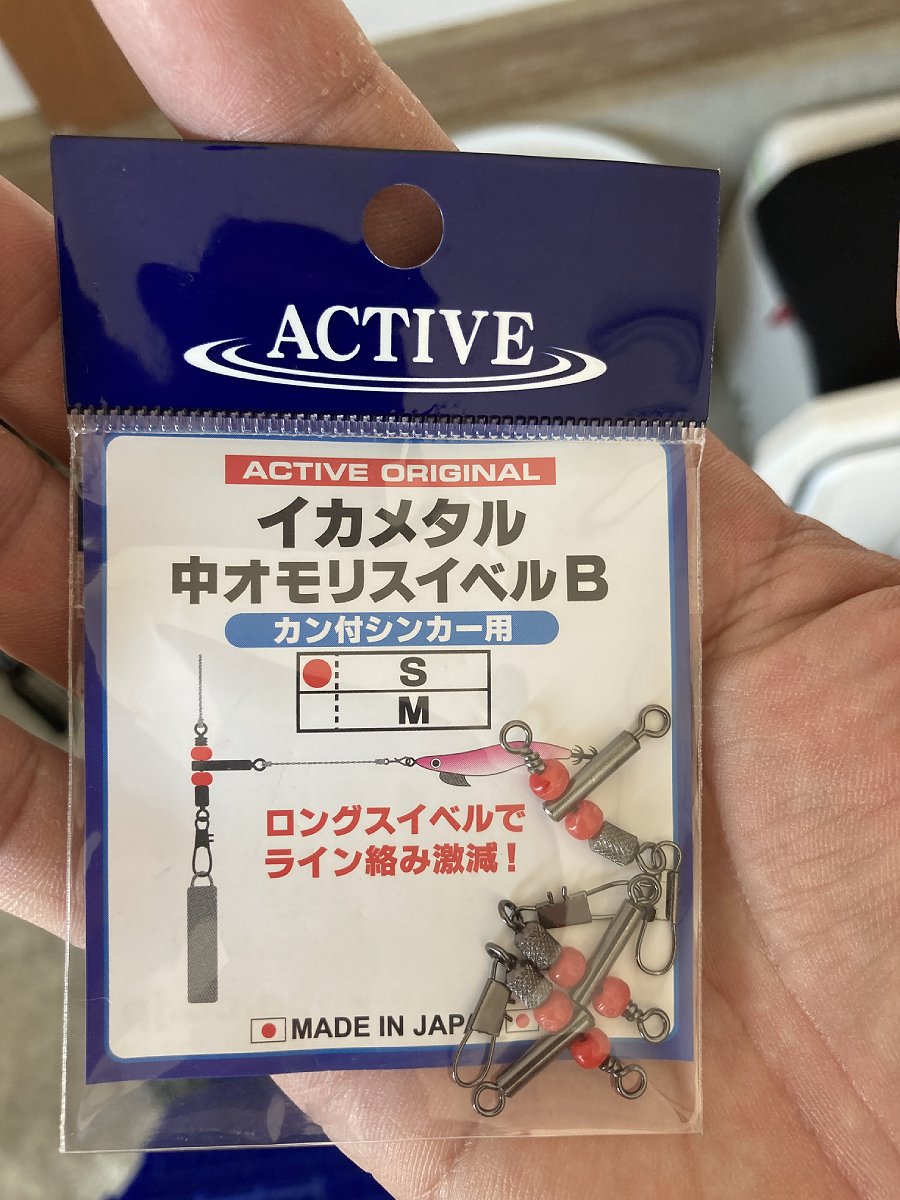 ACTIVE
ACTIVE ORIGINAL
イカメタル
中オモリスイベルB
カン付シンカー用
S
M
ロングスイベルで
ライン絡み激減!
MADE IN